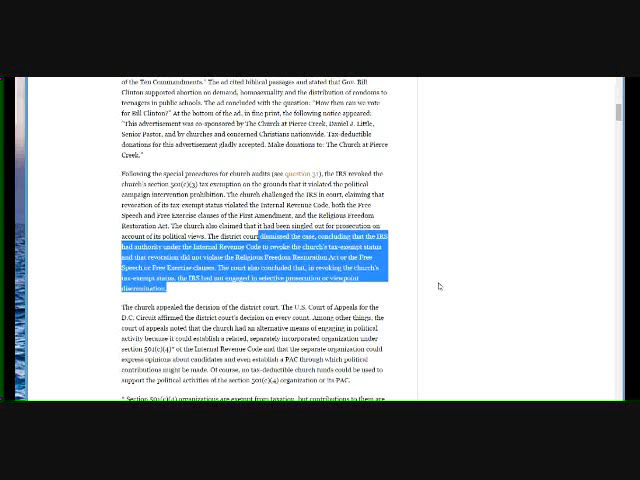 of the Ten Commandments." The ad cited biblical passages and stated that Gov. Bill
Clinton supported abortion on demand, homosexuality and the distribution of condoms to
teenagers in public schools. The ad concluded with the question: "How then can we vote
for Bill Clinton?" At the bottom of the ad, in fine print, the following notice appeared:
"This advertisement was co-sponsored by The Church at Pierce Creek, Daniel J. Little,
Senior Pastor, and by churches and concerned Christians nationwide. Tax-deductible
donations for this advertisement gladly accepted. Make donations to: The Church at Pierce
Creek."
Following the special procedures for church audits (see question 31), the IRS revoked the
church's section 501(c)(3) tax exemption on the grounds that it violated the political
campaign intervention prohibition. The church challenged the IRS in court, claiming that
revocation of its tax-exempt status violated the Internal Revenue Code, both the Free
Speech and Free Exercise clauses of the First Amendment, and the Religious Freedom
Restoration Act. The church also claimed that it had been singled out for prosecution on
account of its political views. The district court dismissed the case, concluding that the IRS
had authority under the Internal Revenue Code to revoke the church's tax-exempt status
and that revocation did not violate the Religious Freedom Restoration Act or the Free
Speech or Free Exercise clauses. The court also concluded that, in revoking the church's
tax-exempt status, the IRS had not engaged in selective prosecution or viewpoint
discrimination.
The church appealed the decision of the district court. The U.S. Court of Appeals for the
D.C. Circuit affirmed the district court's decision on every count. Among other things, the
court of appeals noted that the church had an alternative means of engaging in political
activity because it could establish a related, separately incorporated organization under
section 501(c)(4)* of the Internal Revenue Code and that the separate organization could
express opinions about candidates and even establish a PAC through which political
contributions might be made. Of course, no tax-deductible church funds could be used to
support the political activities of the section 501(c)(4) organization or its PAC.
* Section 501(c)(4) organizations are exempt from taxation, but contributions to them are